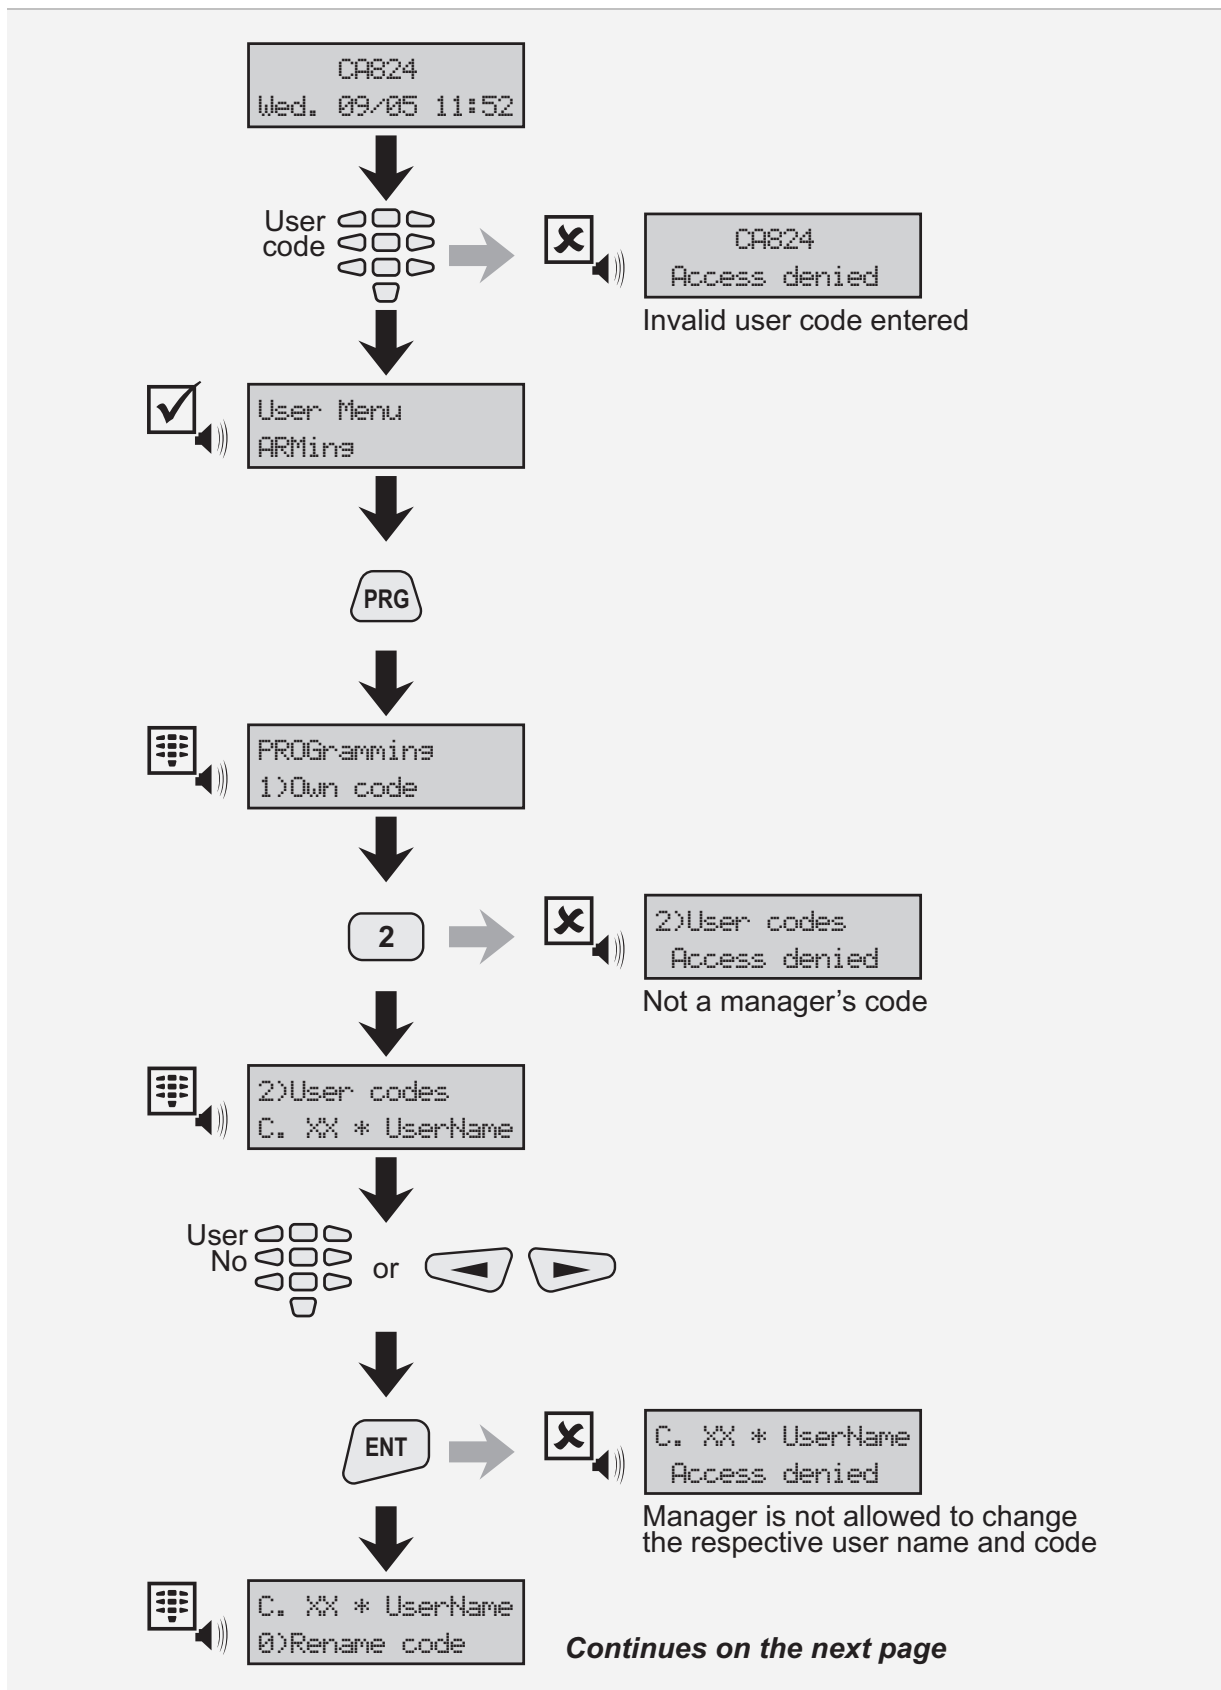 CA824
Wed. 09/05 11:52
User
code
CA824
Access denied
Invalid user code entered
User Menu
ARMing
PRG
PROGramming
1)Own code
2
2)User codes
Access denied
Not a manager’s code
2)User codes
C. XX * UserName
User
No
or
ENT
C. XX * UserName
Access denied
Manager is not allowed to change
the respective user name and code
C. XX * UserName
0)Rename code
Continues on the next page